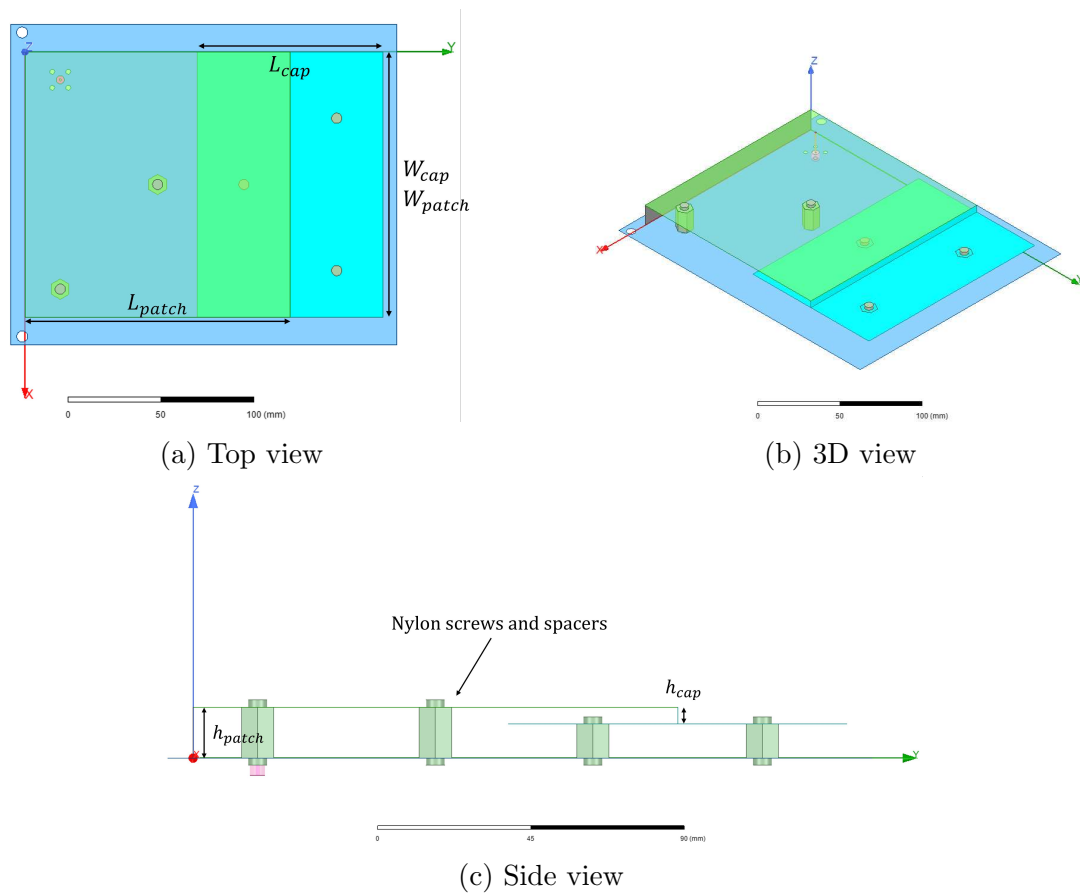 Z
Y
L_cap
W_cap
W_patch
L_patch
X
0 50 100 (mm)
(a) Top view
Z
X
Y
0 50 100 (mm)
(b) 3D view
Z
Nylon screws and spacers
h_cap
h_patch
X
Y
0 45 90 (mm)
(c) Side view